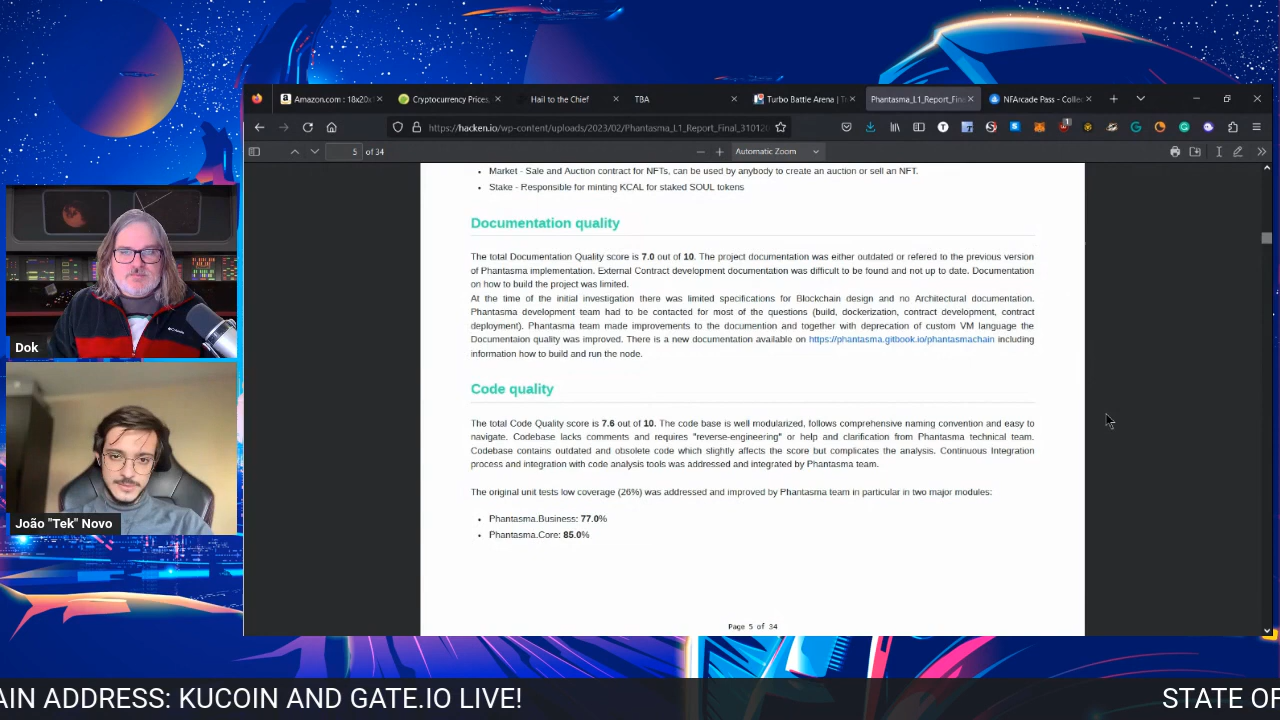 Amazon.com : 18x20x
Cryptocurrency Prices,
Hail to the Chief
TBA
Turbo Battle Arena | T
Phantasma_L1_Report_Fina
NFArcade Pass - Collec
https://hacken.io/wp-content/uploads/2023/02/Phantasma_L1_Report_Final_31012
1
5 of 34
Automatic Zoom
• Market - Sale and Auction contract for NFTs, can be used by anybody to create an auction or sell an NFT.
• Stake - Responsible for minting KCAL for staked SOUL tokens
Documentation quality
The total Documentation Quality score is 7.0 out of 10. The project documentation was either outdated or refered to the previous version
of Phantasma implementation. External Contract development documentation was difficult to be found and not up to date. Documentation
on how to build the project was limited.
At the time of the initial investigation there was limited specifications for Blockchain design and no Architectural documentation.
Phantasma development team had to be contacted for most of the questions (build, dockerization, contract development, contract
deployment). Phantasma team made improvements to the documention and together with deprecation of custom VM language the
Documentaion quality was improved. There is a new documentation available on https://phantasma.gitbook.io/phantasmachain including
information how to build and run the node.
Code quality
The total Code Quality score is 7.6 out of 10. The code base is well modularized, follows comprehensive naming convention and easy to
navigate. Codebase lacks comments and requires "reverse-engineering" or help and clarification from Phantasma technical team.
Codebase contains outdated and obsolete code which slightly affects the score but complicates the analysis. Continuous Integration
process and integration with code analysis tools was addressed and integrated by Phantasma team.
The original unit tests low coverage (26%) was addressed and improved by Phantasma team in particular in two major modules:
• Phantasma.Business: 77.0%
• Phantasma.Core: 85.0%
Page 5 of 34
Dok
João "Tek" Novo
AIN ADDRESS: KUCOIN AND GATE.IO LIVE!
STATE OF